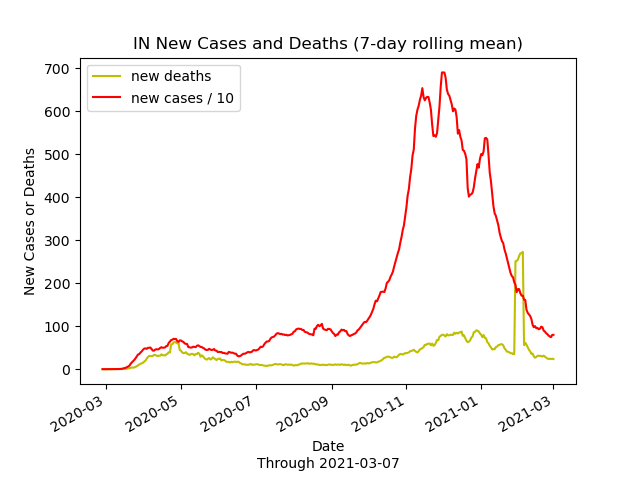 IN New Cases and Deaths (7-day rolling mean)
new deaths
new cases / 10
New Cases or Deaths
700
600
500
400
300
200
100
0
2020-03
2020-05
2020-07
2020-09
2020-11
2021-01
2021-03
Date
Through 2021-03-07